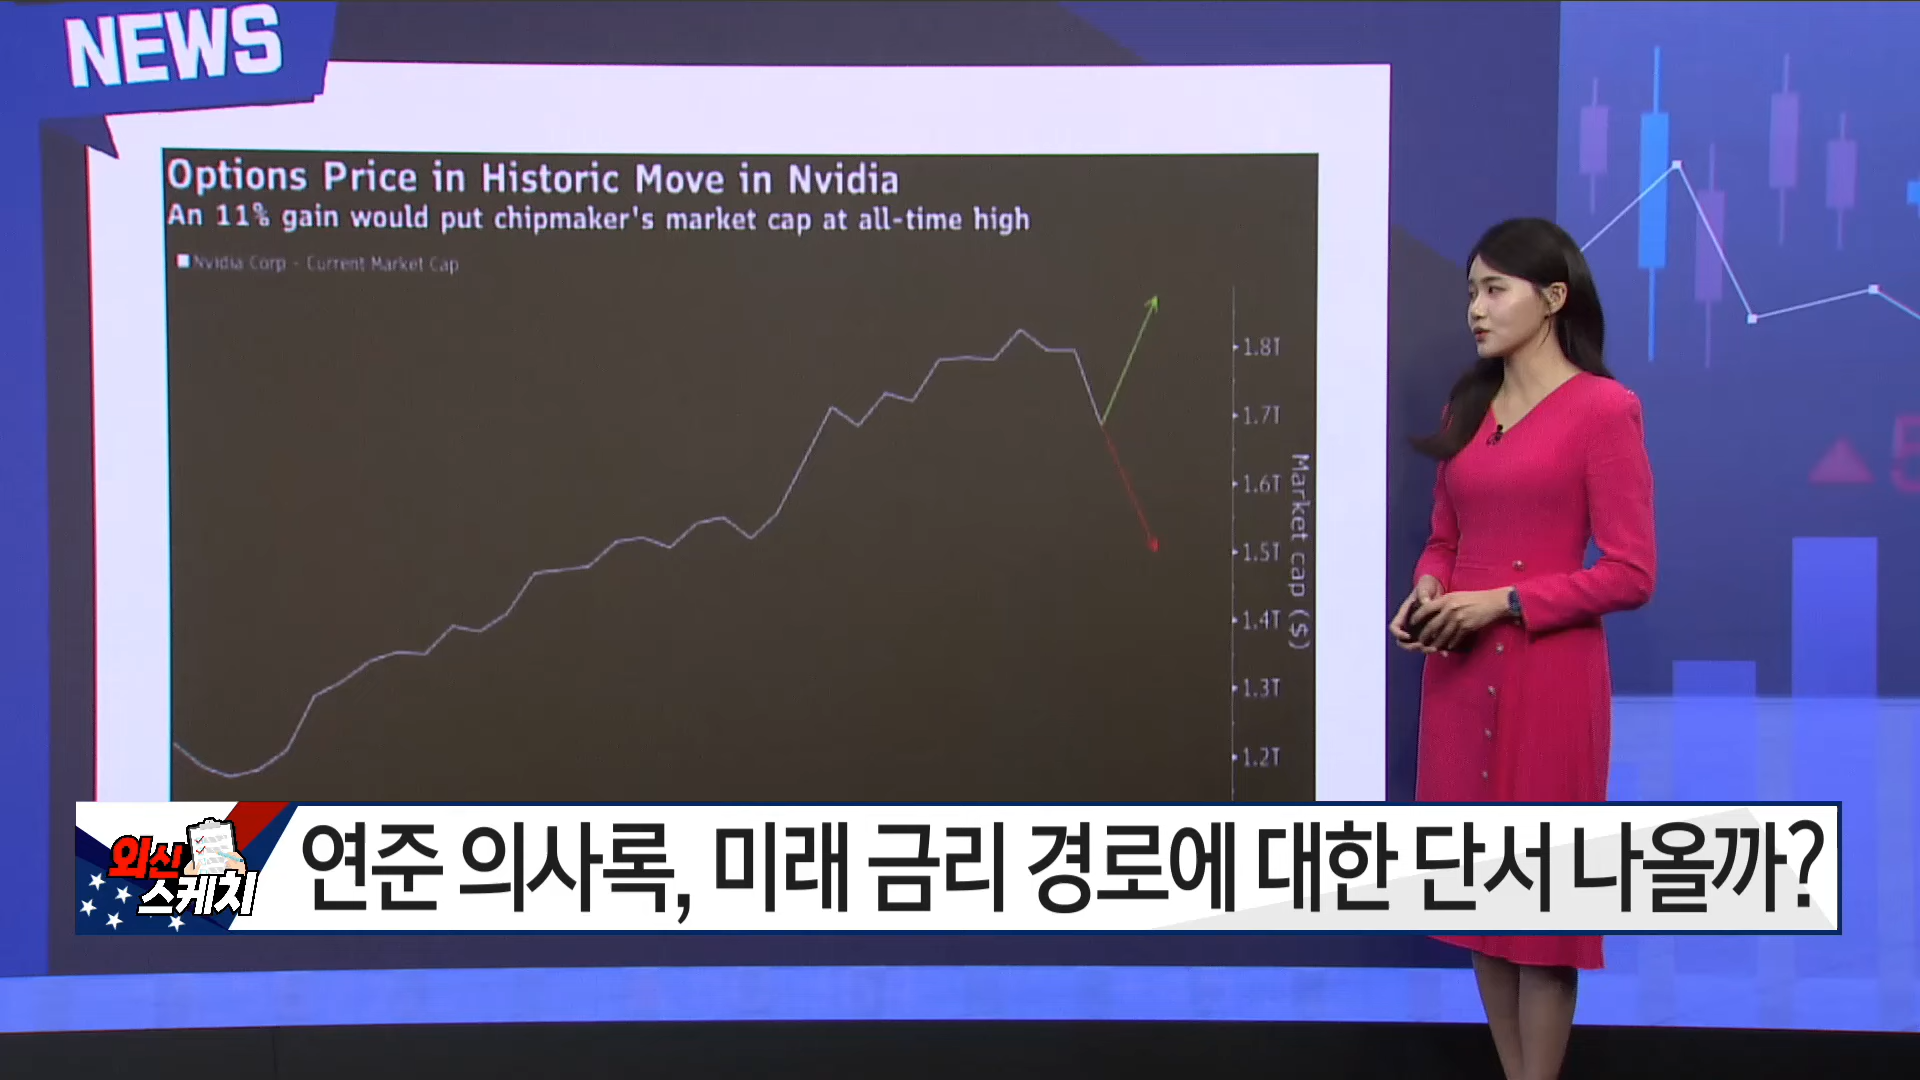 NEWS
Options Price in Historic Move in Nvidia
An 11% gain would put chipmaker's market cap at all-time high
Nvidia Corp - Current Market Cap
1.8T
1.7T
1.6T
1.5T
1.4T
1.3T
1.2T
Market cap ($)
5
외신
스케치
연준 의사록, 미래 금리 경로에 대한 단서 나올까?